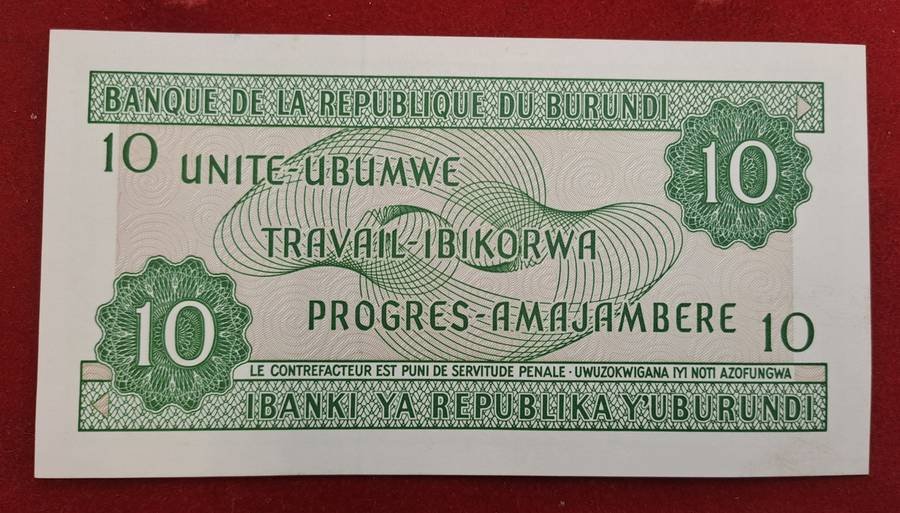 BANQUE DE LA REPUBLIQUE DU BURUNDI
10
10
UNITE-UBUMWE
TRAVAIL-IBIKORWA
PROGRES-AMAJAMBERE
10
10
LE CONTREFACTEUR EST PUNI DE SERVITUDE PENALE · UWUZOKWIGANA IYI NOTI AZOFUNGWA
IBANKI YA REPUBLIKA Y'UBURUNDI